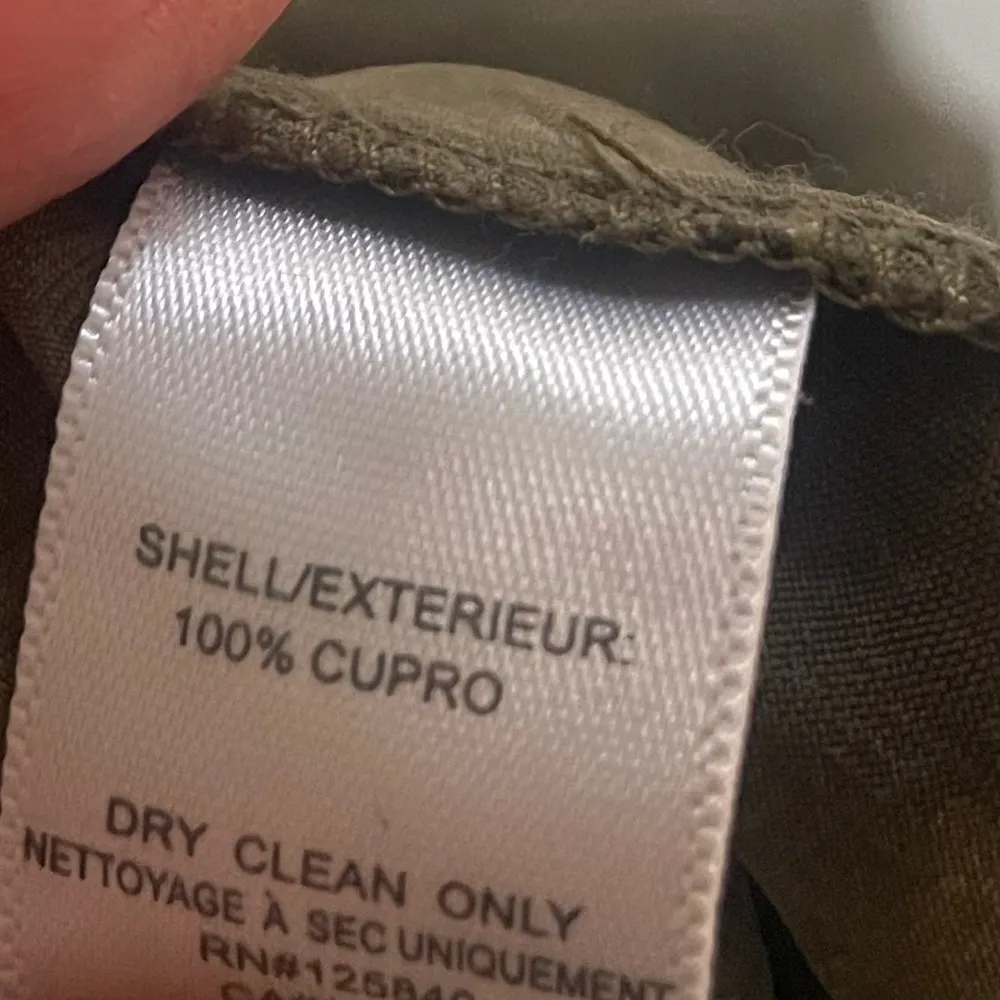 SHELL/EXTERIEUR:
100% CUPRO
DRY CLEAN ONLY
NETTOYAGE À SEC UNIQUEMENT